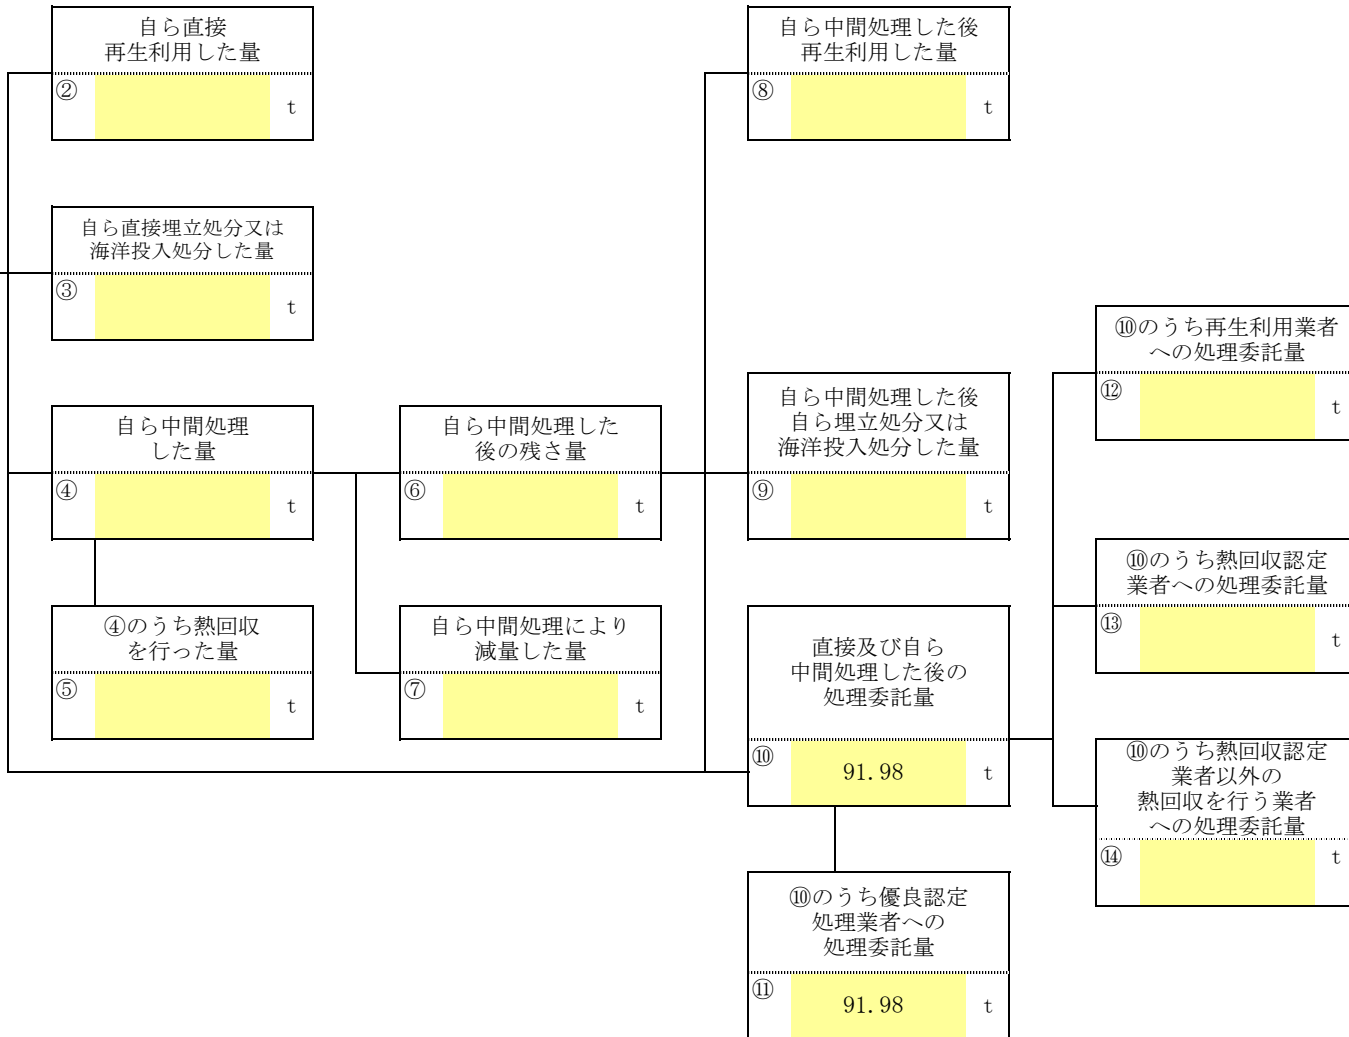 自ら直接
再生利用した量
②
t
自ら直接埋立処分又は
海洋投入処分した量
③
t
自ら中間処理
した量
④
t
④のうち熱回収
を行った量
⑤
t
自ら中間処理した
後の残さ量
⑥
t
自ら中間処理により
減量した量
⑦
t
自ら中間処理した後
再生利用した量
⑧
t
自ら中間処理した後
自ら埋立処分又は
海洋投入処分した量
⑨
t
直接及び自ら
中間処理した後の
処理委託量
⑩ 91.98 t
⑩のうち優良認定
処理業者への
処理委託量
⑪ 91.98 t
⑩のうち再生利用業者
への処理委託量
⑫
t
⑩のうち熱回収認定
業者への処理委託量
⑬
t
⑩のうち熱回収認定
業者以外の
熱回収を行う業者
への処理委託量
⑭
t